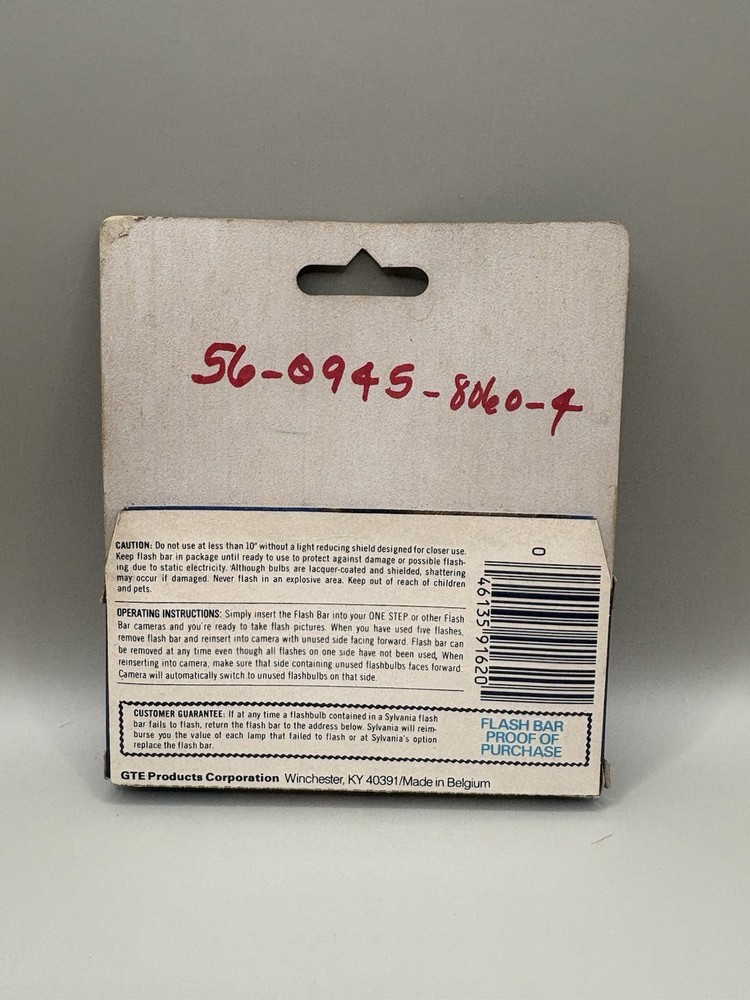 56-0945-8060-4
CAUTION: Do not use at less than 10" without a light reducing shield designed for closer use.
Keep flash bar in package until ready to use to protect against damage or possible flash-
ing due to static electricity. Although bulbs are lacquer-coated and shielded, shattering
may occur if damaged. Never flash in an explosive area. Keep out of reach of children
and pets.
OPERATING INSTRUCTIONS: Simply insert the Flash Bar into your ONE STEP or other Flash
Bar cameras and you're ready to take flash pictures. When you have used five flashes,
remove flash bar and reinsert into camera with unused side facing forward. Flash bar can
be removed at any time even though all flashes on one side have not been used. When
reinserting into camera, make sure that side containing unused flashbulbs faces forward.
Camera will automatically switch to unused flashbulbs on that side.
0
46135 91620
CUSTOMER GUARANTEE: If at any time a flashbulb contained in a Sylvania flash
bar fails to flash, return the flash bar to the address below. Sylvania will reim-
burse you the value of each lamp that failed to flash or at Sylvania's option
replace the flash bar.
FLASH BAR
PROOF OF
PURCHASE
GTE Products Corporation Winchester, KY 40391/Made in Belgium